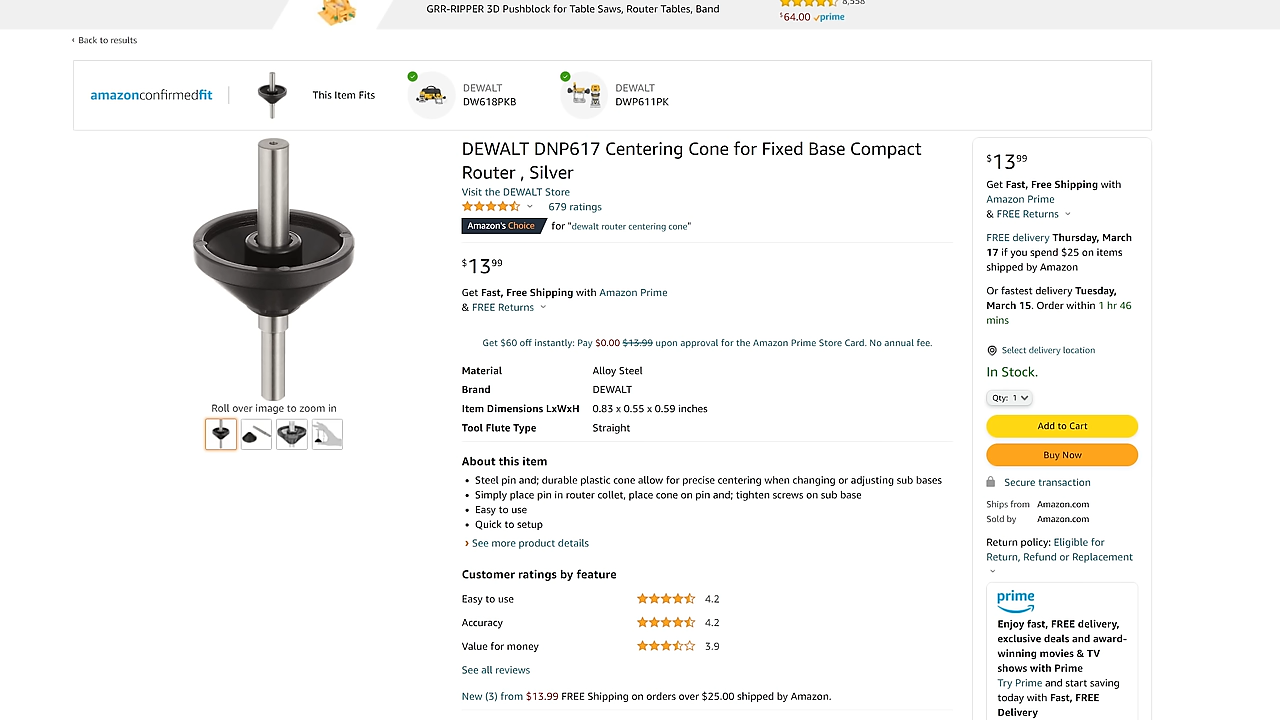 GRR-RIPPER 3D Pushblock for Table Saws, Router Tables, Band
8,558
$64.00 prime
‹ Back to results
amazonconfirmedfit
This Item Fits
DEWALT
DW618PKB
DEWALT
DWP611PK
DEWALT DNP617 Centering Cone for Fixed Base Compact
Router , Silver
Visit the DEWALT Store
679 ratings
Amazon's Choice for "dewalt router centering cone"
$13.99
Get Fast, Free Shipping with Amazon Prime
& FREE Returns
Get $60 off instantly: Pay $0.00 $13.99 upon approval for the Amazon Prime Store Card. No annual fee.
Material Alloy Steel
Brand DEWALT
Item Dimensions LxWxH 0.83 x 0.55 x 0.59 inches
Tool Flute Type Straight
Roll over image to zoom in
About this item
• Steel pin and; durable plastic cone allow for precise centering when changing or adjusting sub bases
• Simply place pin in router collet, place cone on pin and; tighten screws on sub base
• Easy to use
• Quick to setup
› See more product details
Customer ratings by feature
Easy to use 4.2
Accuracy 4.2
Value for money 3.9
See all reviews
New (3) from $13.99 FREE Shipping on orders over $25.00 shipped by Amazon.
$13.99
Get Fast, Free Shipping with
Amazon Prime
& FREE Returns
FREE delivery Thursday, March
17 if you spend $25 on items
shipped by Amazon
Or fastest delivery Tuesday,
March 15. Order within 1 hr 46
mins
Select delivery location
In Stock.
Qty: 1
Add to Cart
Buy Now
Secure transaction
Ships from Amazon.com
Sold by Amazon.com
Return policy: Eligible for
Return, Refund or Replacement
prime
Enjoy fast, FREE delivery,
exclusive deals and award-
winning movies & TV
shows with Prime
Try Prime and start saving
today with Fast, FREE
Delivery